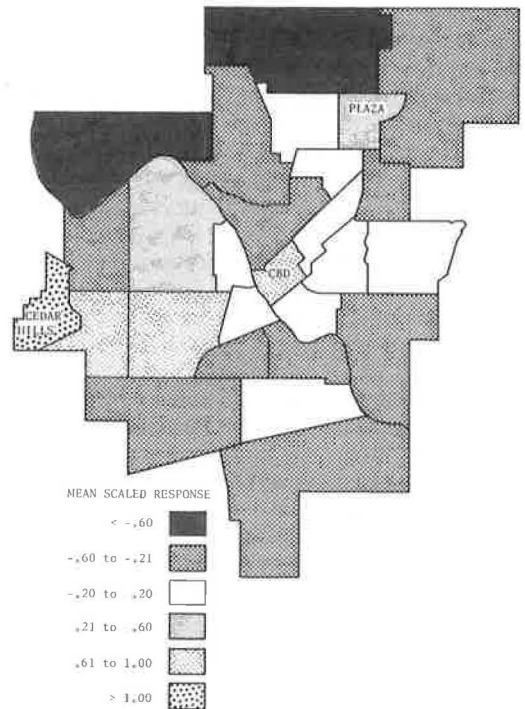 PLAZA
CBD
CEDAR
HILLS
MEAN SCALED RESPONSE
< -.60
-.60 to -.21
-.20 to .20
.21 to .60
.61 to 1.00
> 1.00